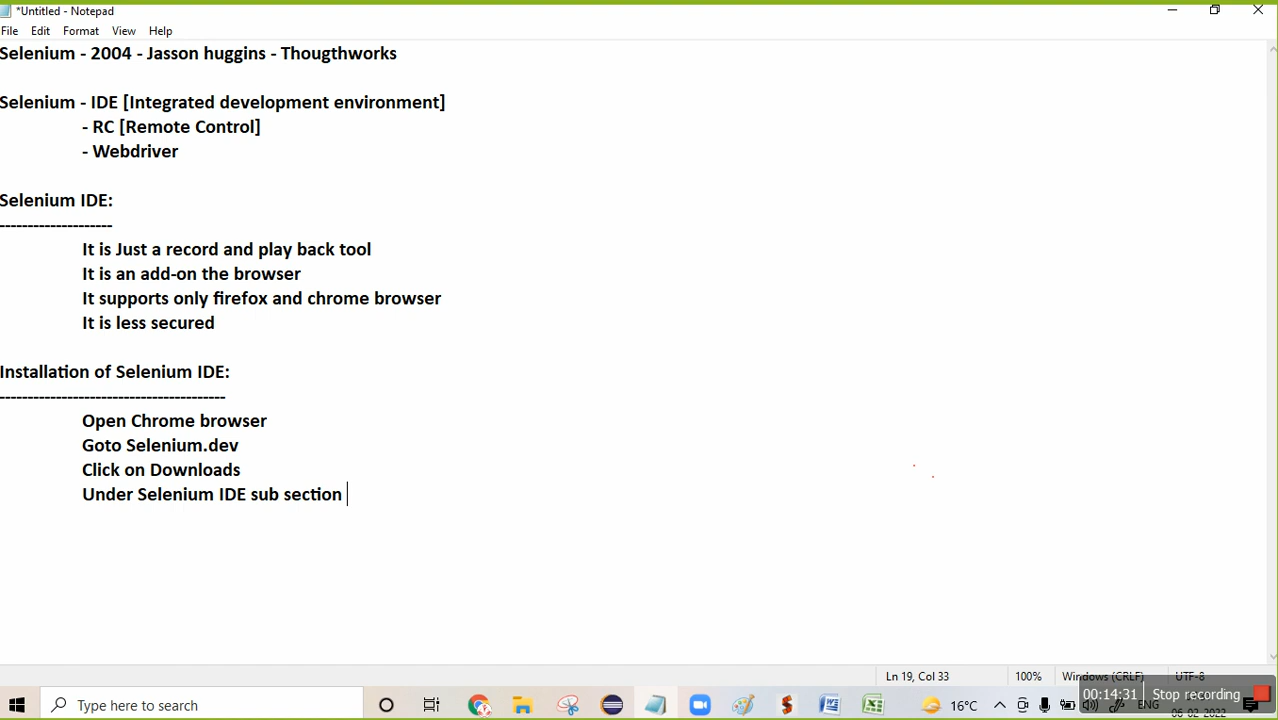 *Untitled - Notepad
File Edit Format View Help
Selenium - 2004 - Jasson huggins - Thougthworks
Selenium - IDE [Integrated development environment]
- RC [Remote Control]
- Webdriver
Selenium IDE:
--------------------
It is Just a record and play back tool
It is an add-on the browser
It supports only firefox and chrome browser
It is less secured
Installation of Selenium IDE:
----------------------------------------
Open Chrome browser
Goto Selenium.dev
Click on Downloads
Under Selenium IDE sub section
Ln 19, Col 33 100% Windows (CRLF) UTF-8
00:14:31 Stop recording
Type here to search 16°C ENG
06-02-2022